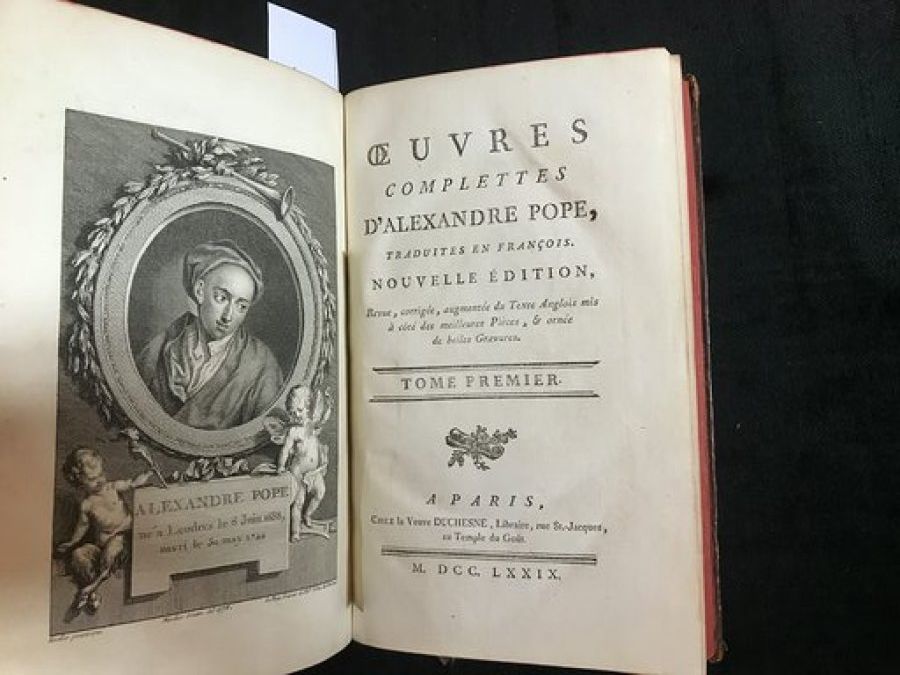 ALEXANDRE POPE
né à Londres le 8 Juin 1688,
mort le 30 may 1744
ŒUVRES
COMPLETTES
D'ALEXANDRE POPE,
TRADUITES EN FRANÇOIS.
NOUVELLE ÉDITION,
Revue, corrigée, augmentée du Texte Anglois mis
à côté des meilleures Pièces, & ornée
de belles Gravures.
TOME PREMIER.
A PARIS,
Chez la Veuve DUCHESNE, Libraire, rue St-Jacques,
au Temple du Goût.
M. DCC. LXXIX.